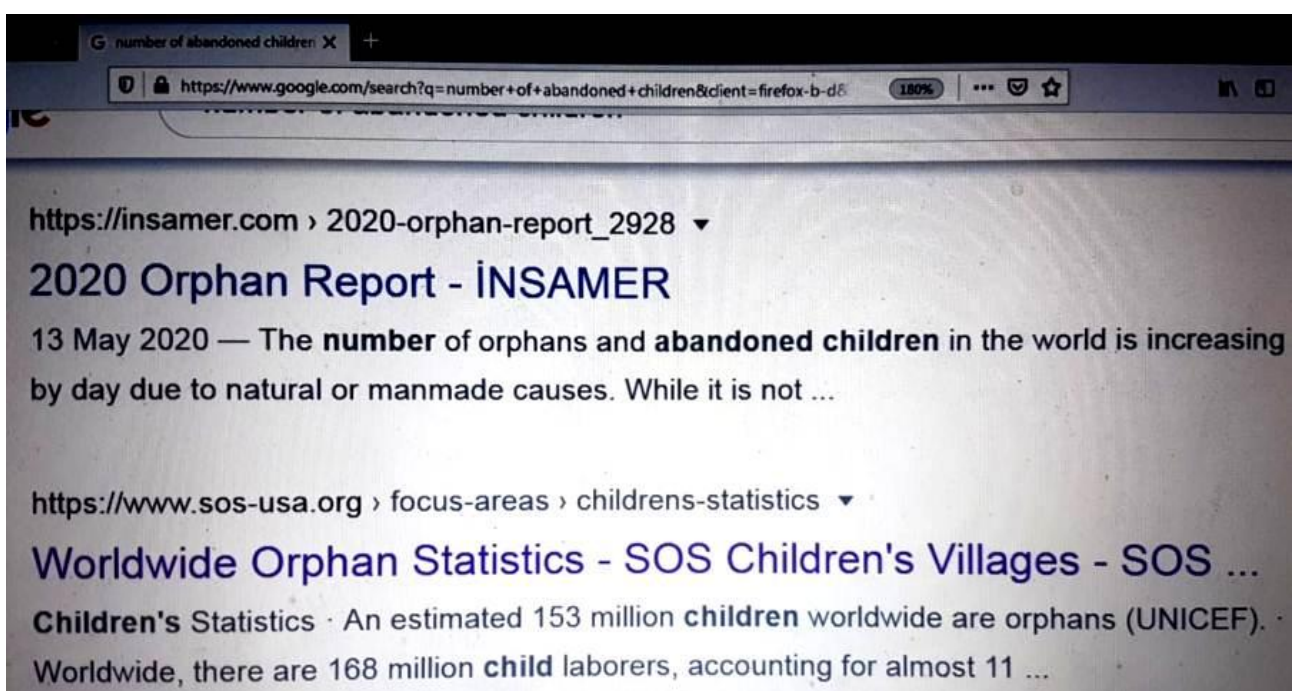 G number of abandoned children X +
https://www.google.com/search?q=number+of+abandoned+children&client=firefox-b-d& 180% ...
number of abandoned children
https://insamer.com › 2020-orphan-report_2928
2020 Orphan Report - İNSAMER
13 May 2020 — The number of orphans and abandoned children in the world is increasing
by day due to natural or manmade causes. While it is not ...
https://www.sos-usa.org › focus-areas › childrens-statistics
Worldwide Orphan Statistics - SOS Children's Villages - SOS ...
Children's Statistics · An estimated 153 million children worldwide are orphans (UNICEF). ·
Worldwide, there are 168 million child laborers, accounting for almost 11 ...